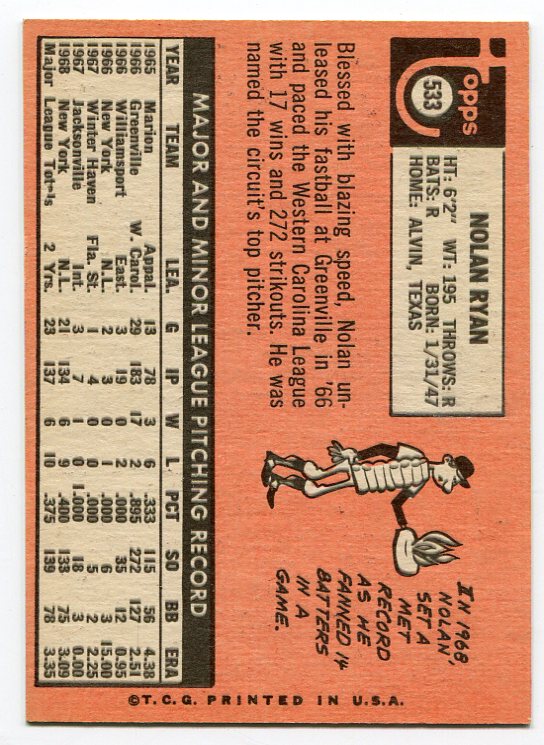 Topps
533
NOLAN RYAN
HT: 6'2" WT: 195 THROWS: R
BATS: R BORN: 1/31/47
HOME: ALVIN, TEXAS
Blessed with blazing speed, Nolan un-
leased his fastball at Greenville in '66
and paced the Western Carolina League
with 17 wins and 272 strikouts. He was
named the circuit's top pitcher.
IN 1968
NOLAN,
SET A
MET
RECORD
AS HE
FANNED 14
BATTERS
IN A
GAME.
MAJOR AND MINOR LEAGUE PITCHING RECORD
YEAR TEAM LEA. G IP W L PCT SO BB ERA
1965 Marion Appal. 13 78 3 6 .333 115 56 4.38
1966 Greenville W. Carol. 29 183 17 2 .895 272 127 2.51
1966 Williamsport East. 3 19 0 2 .000 35 12 0.95
1966 New York N.L. 2 3 0 1 .000 6 3 15.00
1967 Winter Haven Fla. St. 1 4 0 0 .000 5 2 2.25
1967 Jacksonville Int. 3 7 1 0 1.000 18 3 0.00
1968 New York N.L. 21 134 6 9 .400 133 75 3.09
Major League Tot-ls 2 Yrs. 23 137 6 10 .375 139 78 3.35
©T.C.G. PRINTED IN U.S.A.